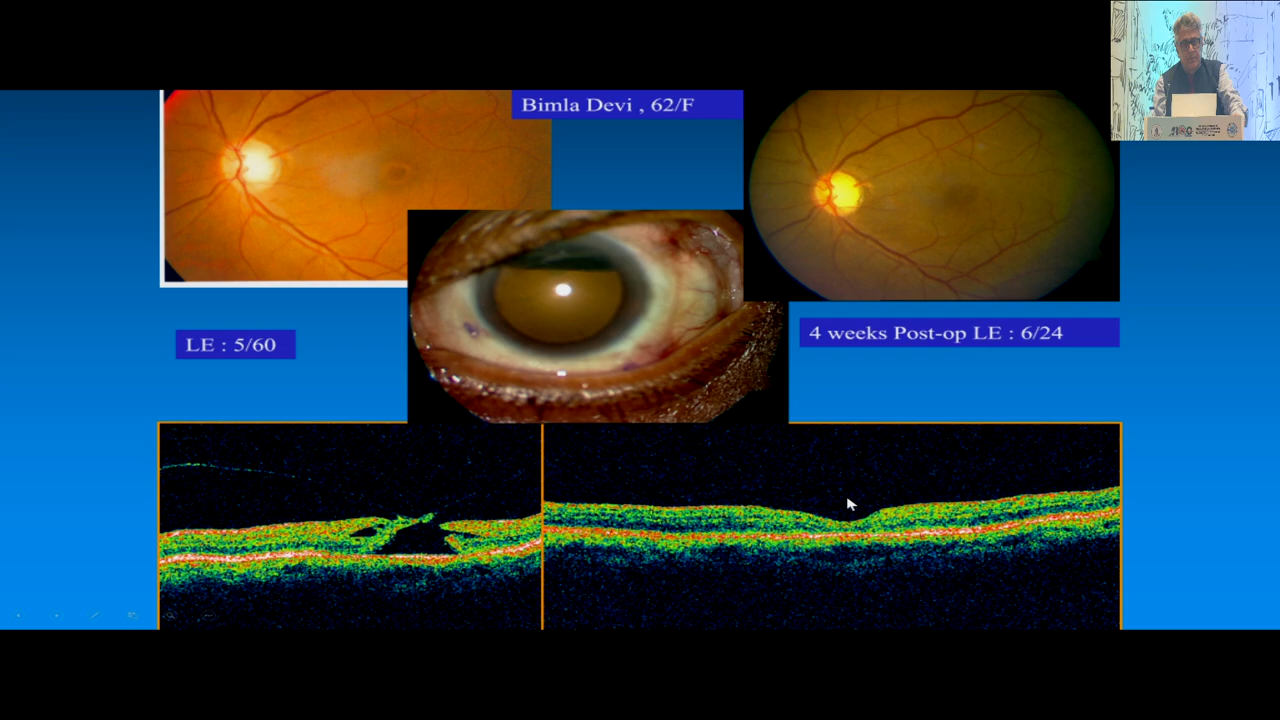 Bimla Devi , 62/F
LE : 5/60
4 weeks Post-op LE : 6/24